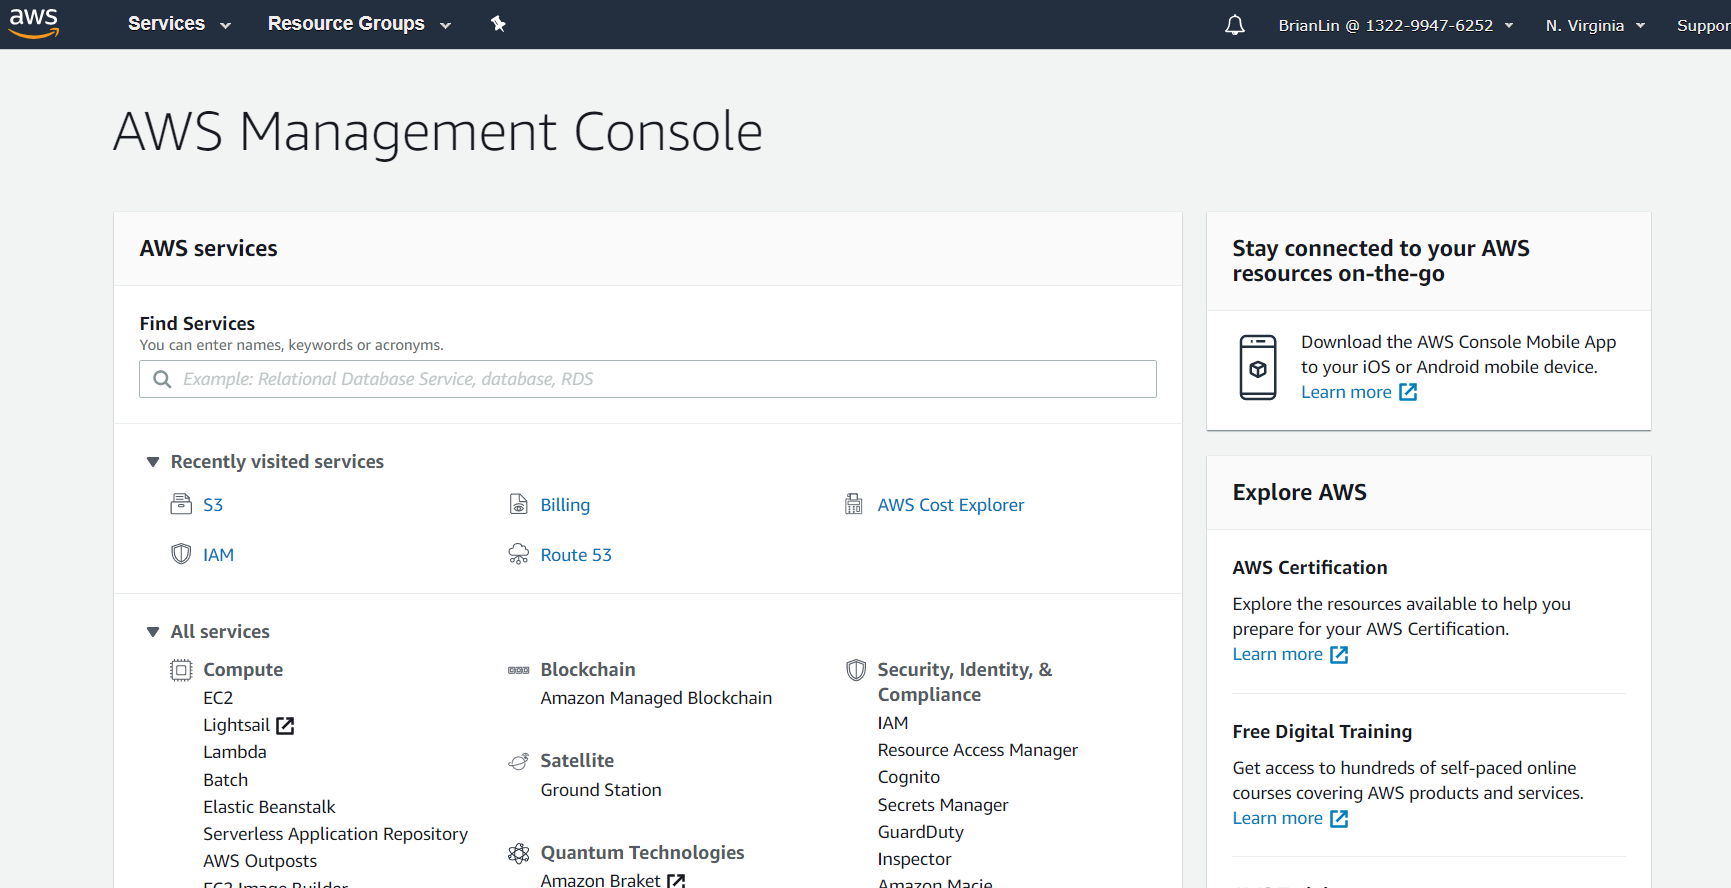 aws
Services
Resource Groups
BrianLin @ 1322-9947-6252
N. Virginia
Suppor
AWS Management Console
AWS services
Find Services
You can enter names, keywords or acronyms.
Example: Relational Database Service, database, RDS
Recently visited services
S3
Billing
AWS Cost Explorer
IAM
Route 53
All services
Compute
EC2
Lightsail
Lambda
Batch
Elastic Beanstalk
Serverless Application Repository
AWS Outposts
EC2 Image Builder
Blockchain
Amazon Managed Blockchain
Satellite
Ground Station
Quantum Technologies
Amazon Braket
Security, Identity, &
Compliance
IAM
Resource Access Manager
Cognito
Secrets Manager
GuardDuty
Inspector
Amazon Macie
Stay connected to your AWS
resources on-the-go
Download the AWS Console Mobile App
to your iOS or Android mobile device.
Learn more
Explore AWS
AWS Certification
Explore the resources available to help you
prepare for your AWS Certification.
Learn more
Free Digital Training
Get access to hundreds of self-paced online
courses covering AWS products and services.
Learn more